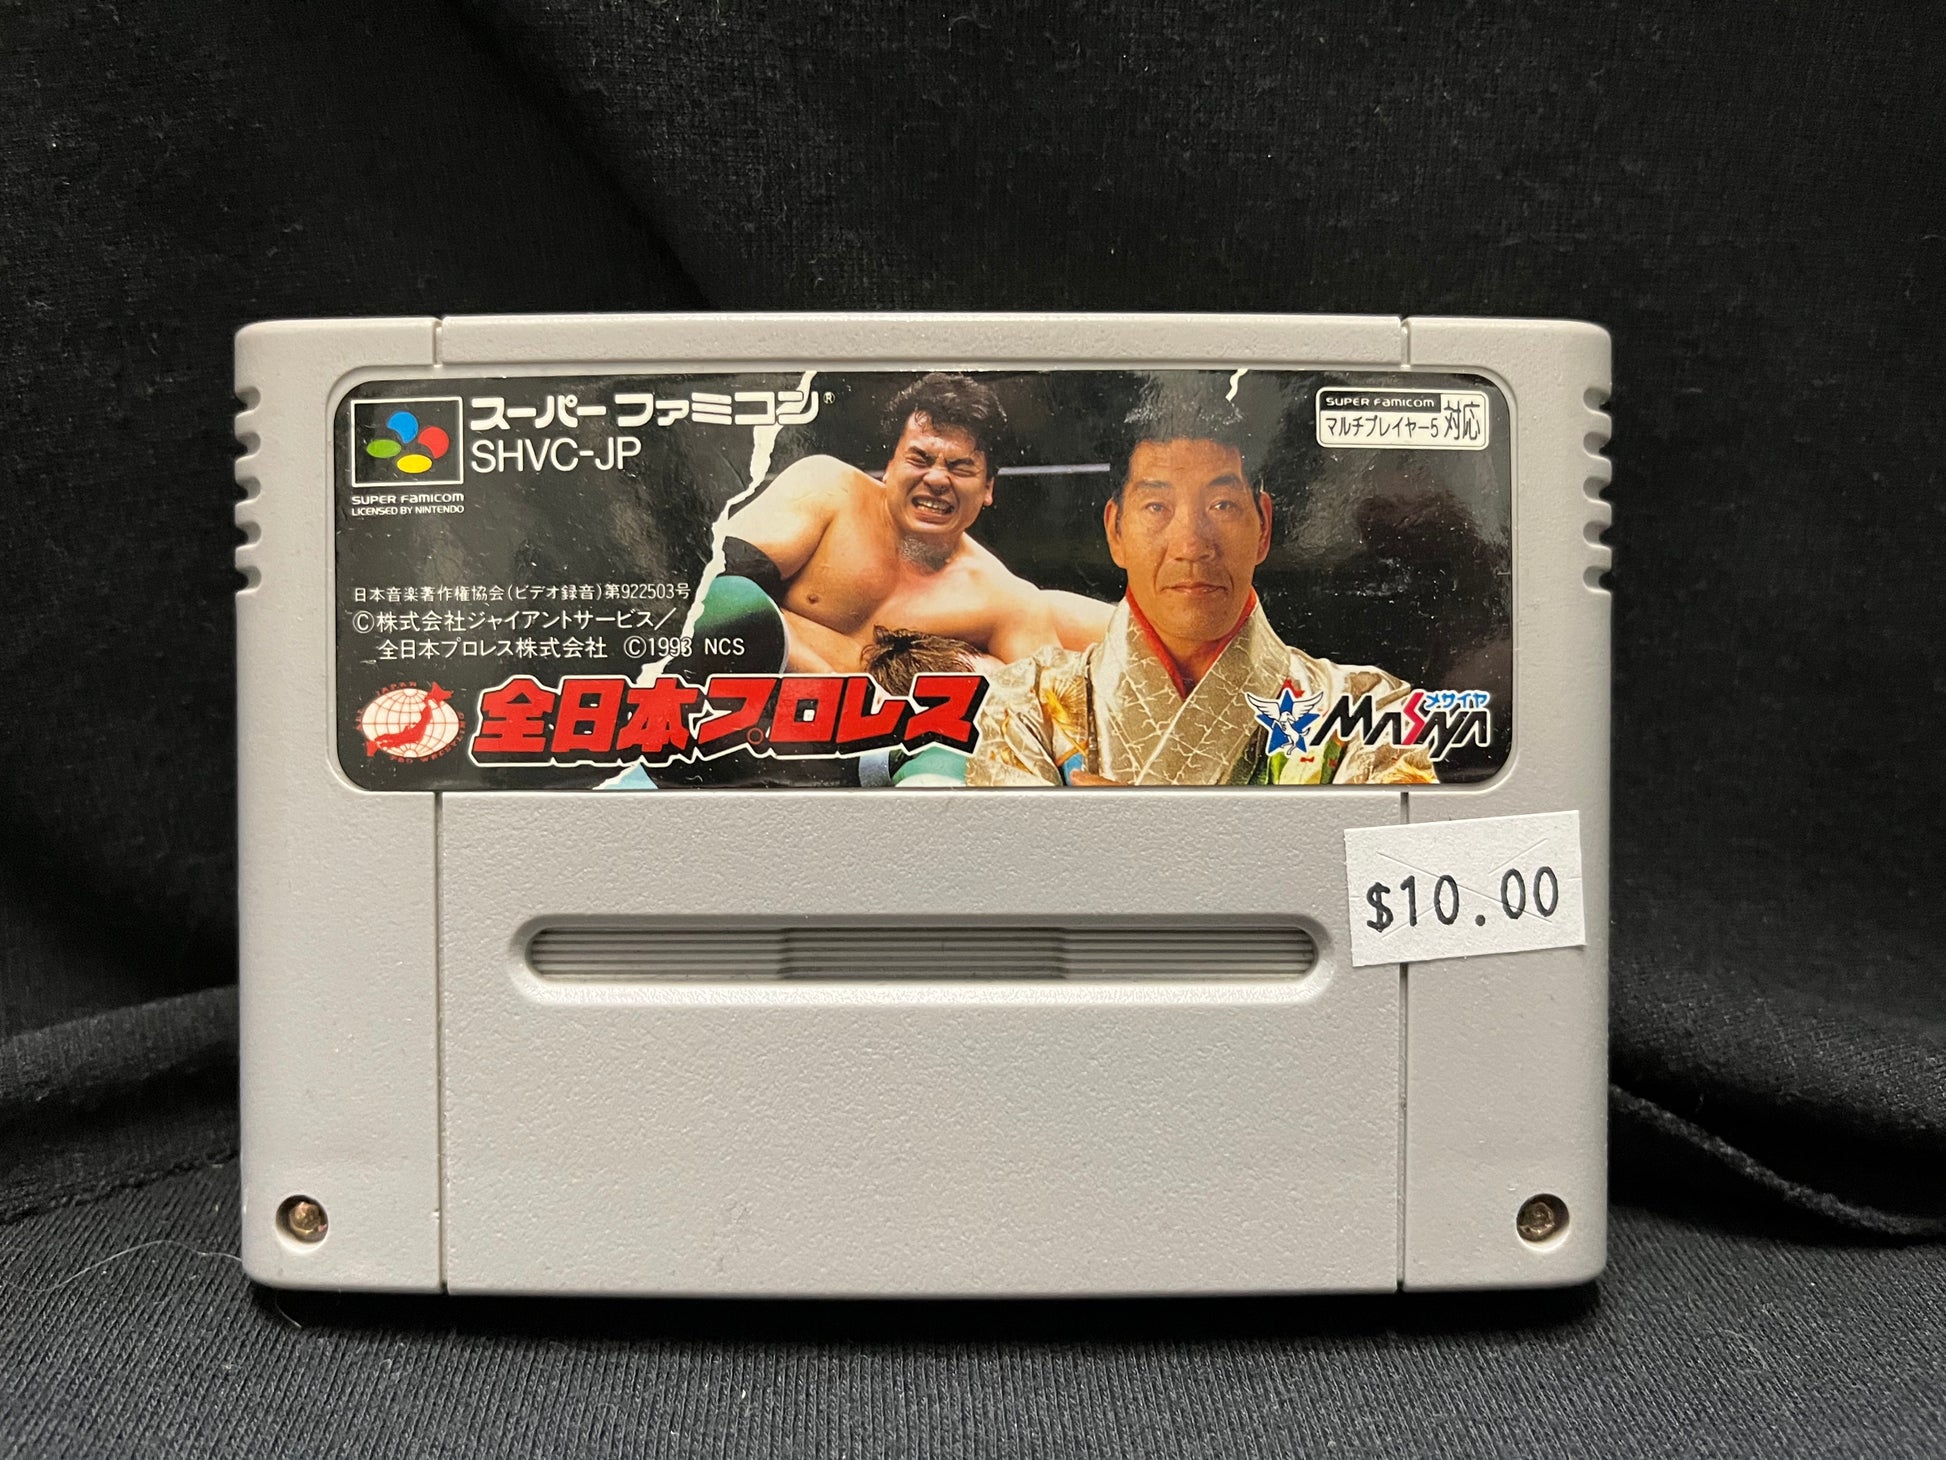 スーパーファミコン®
SHVC-JP
SUPER FAMICOM
LICENSED BY NINTENDO
SUPER FAMICOM
マルチプレイヤー5 対応
日本音楽著作権協会(ビデオ録音)第922503号
©株式会社ジャイアントサービス/
全日本プロレス株式会社 ©1993 NCS
全日本プロレス
メサイヤ
MASAYA
$10.00